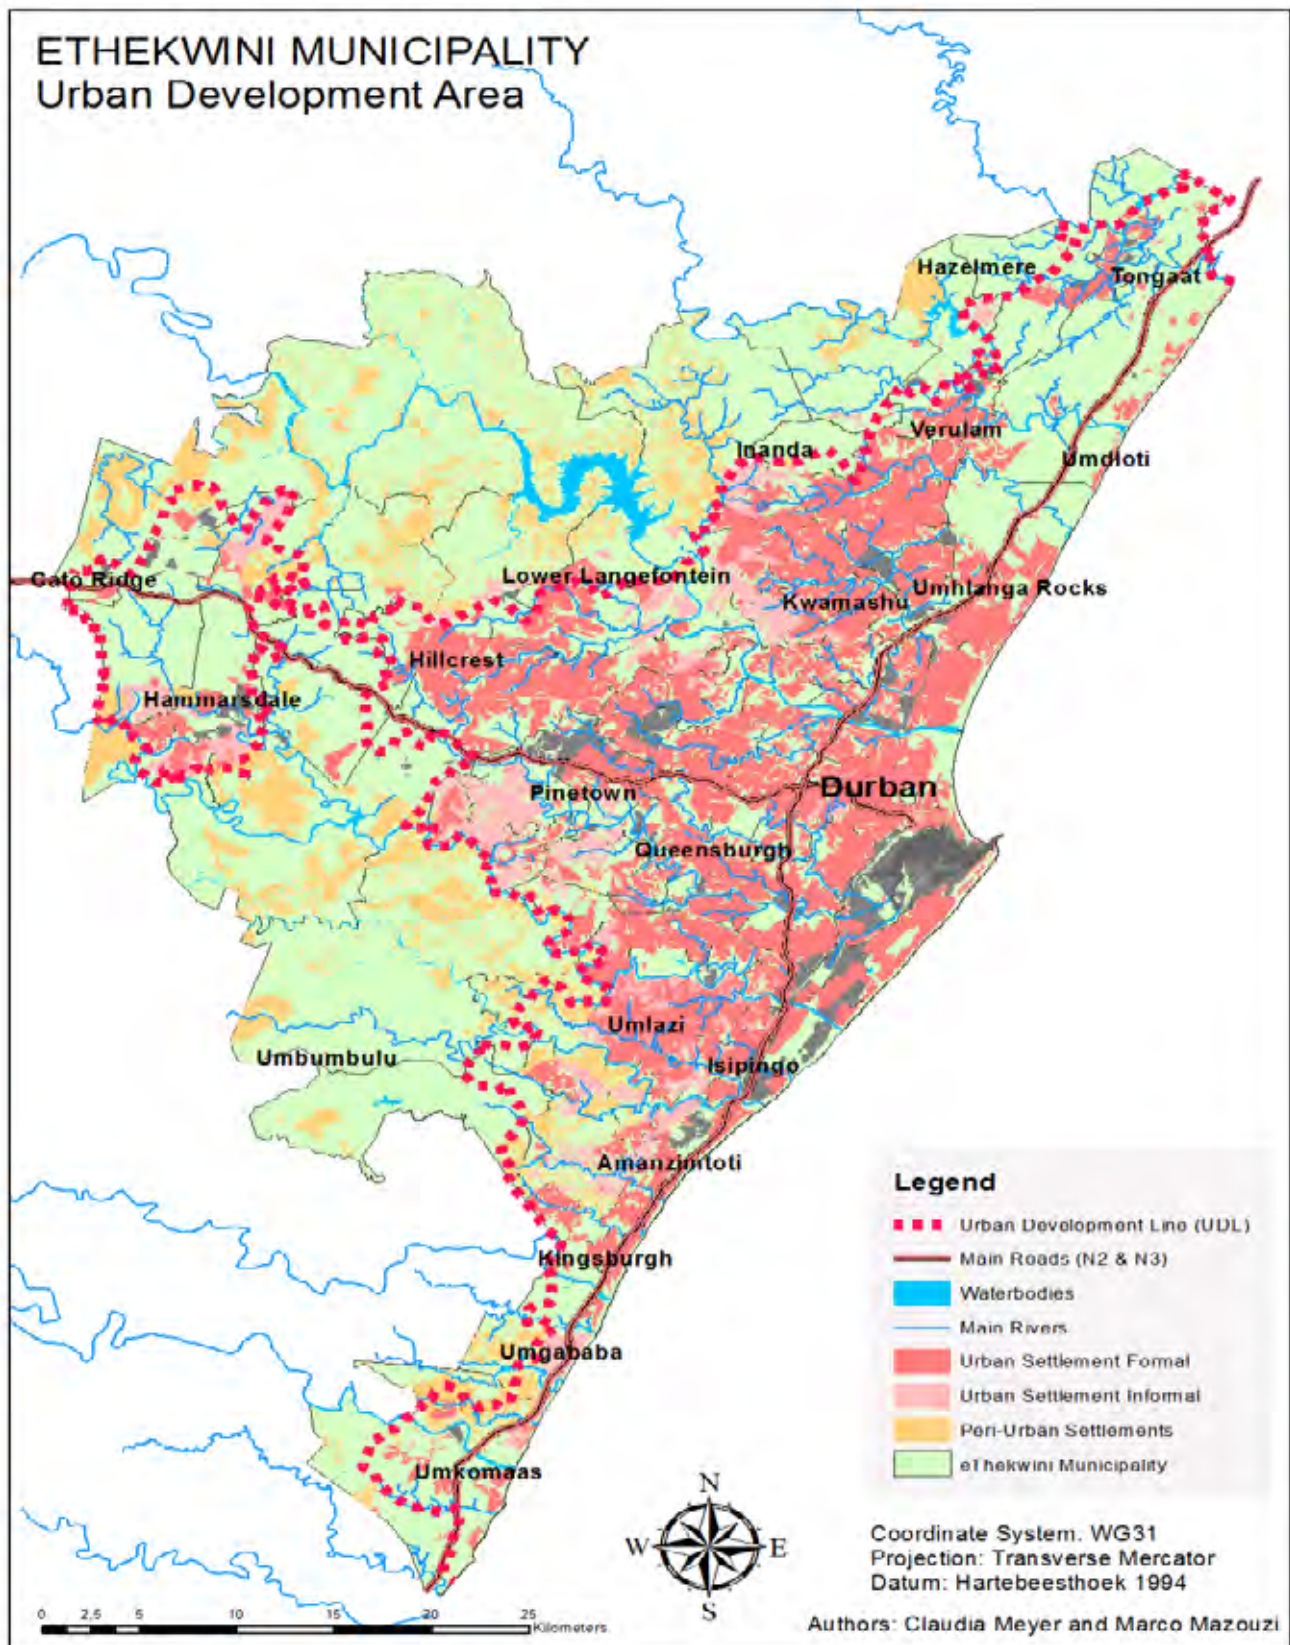 ETHEKWINI MUNICIPALITY
Urban Development Area
Hazelmere
Tongaat
Verulam
Inanda
Umdloti
Cato Ridge
Lower Langefontein
Kwamashu
Umhlanga Rocks
Hillcrest
Hammarsdale
Pinetown
Durban
Queensburgh
Umlazi
Umbumbulu
Isipingo
Amanzimtoti
Kingsburgh
Umgababa
Umkomaas
Legend
Urban Development Line (UDL)
Main Roads (N2 & N3)
Waterbodies
Main Rivers
Urban Settlement Formal
Urban Settlement Informal
Peri-Urban Settlements
eThekwini Municipality
N
W E
S
Coordinate System. WG31
Projection: Transverse Mercator
Datum: Hartebeesthoek 1994
0 2,5 5 10 15 20 25
Kilometers
Authors: Claudia Meyer and Marco Mazouzi